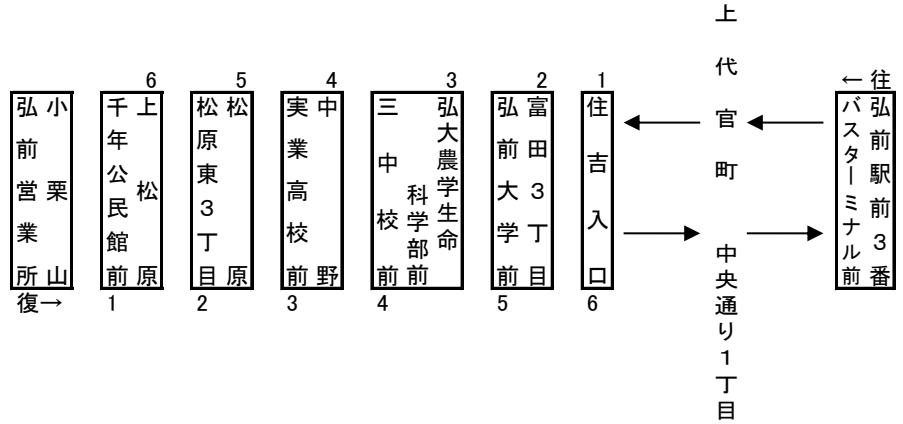 ←往
弘前駅前3番
バスターミナル前
上代官町
中央通り1丁目
1
住吉入口
6
2
富田3丁目
弘前大学前
5
3
弘大農学生命
科学部前
三中校前
4
4
中野
実業高校前
3
5
松原
松原東3丁目
2
6
上松原
千年公民館前
1
小栗山
弘前営業所
復→